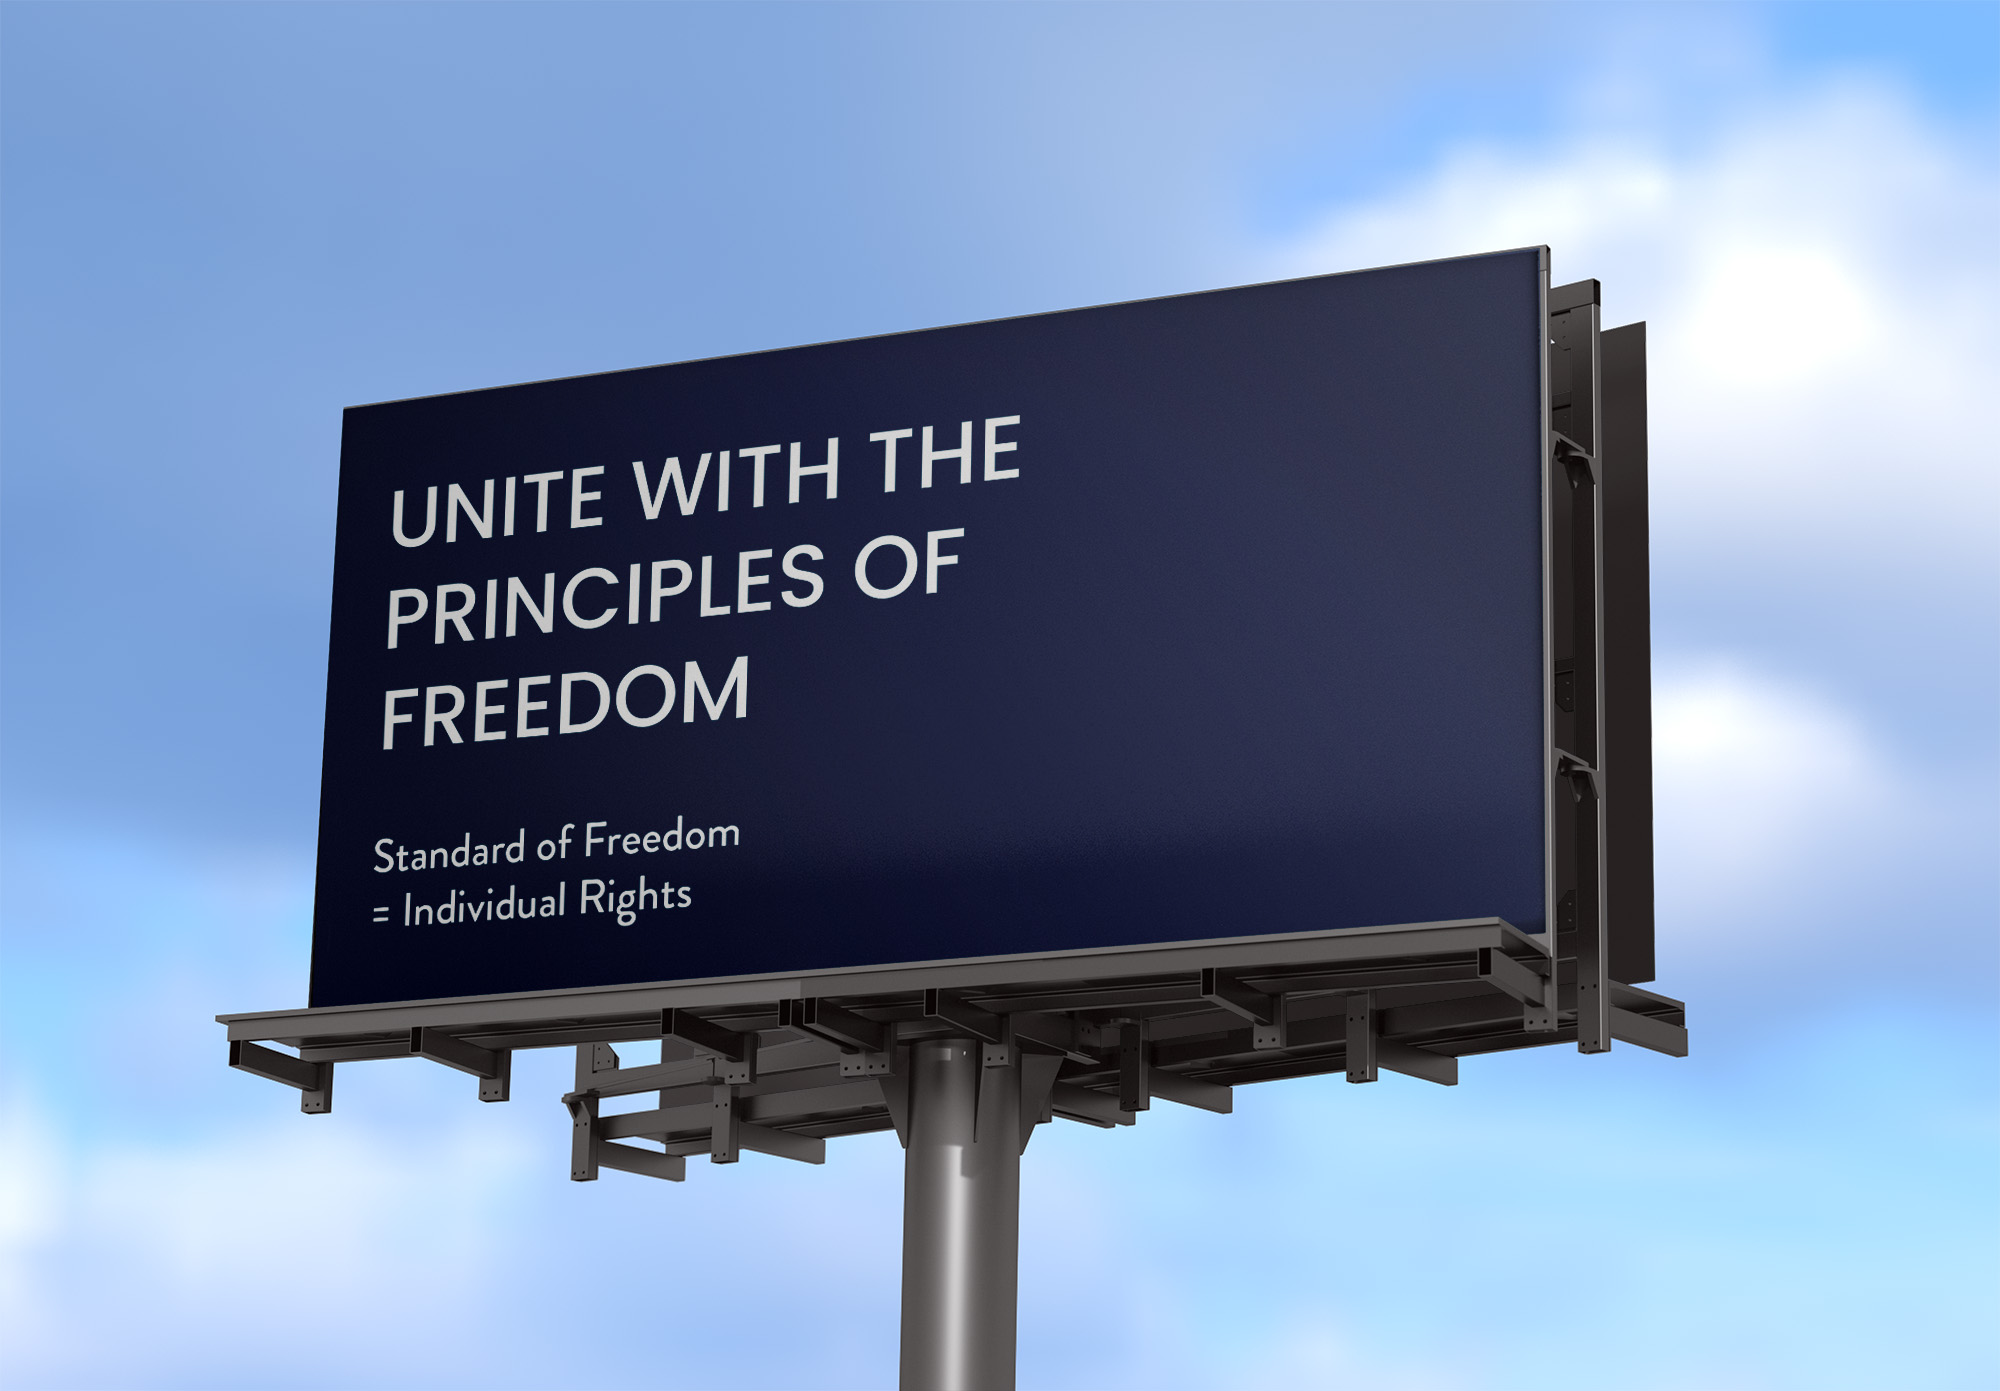 UNITE WITH THE
PRINCIPLES OF
FREEDOM
Standard of Freedom
= Individual Rights